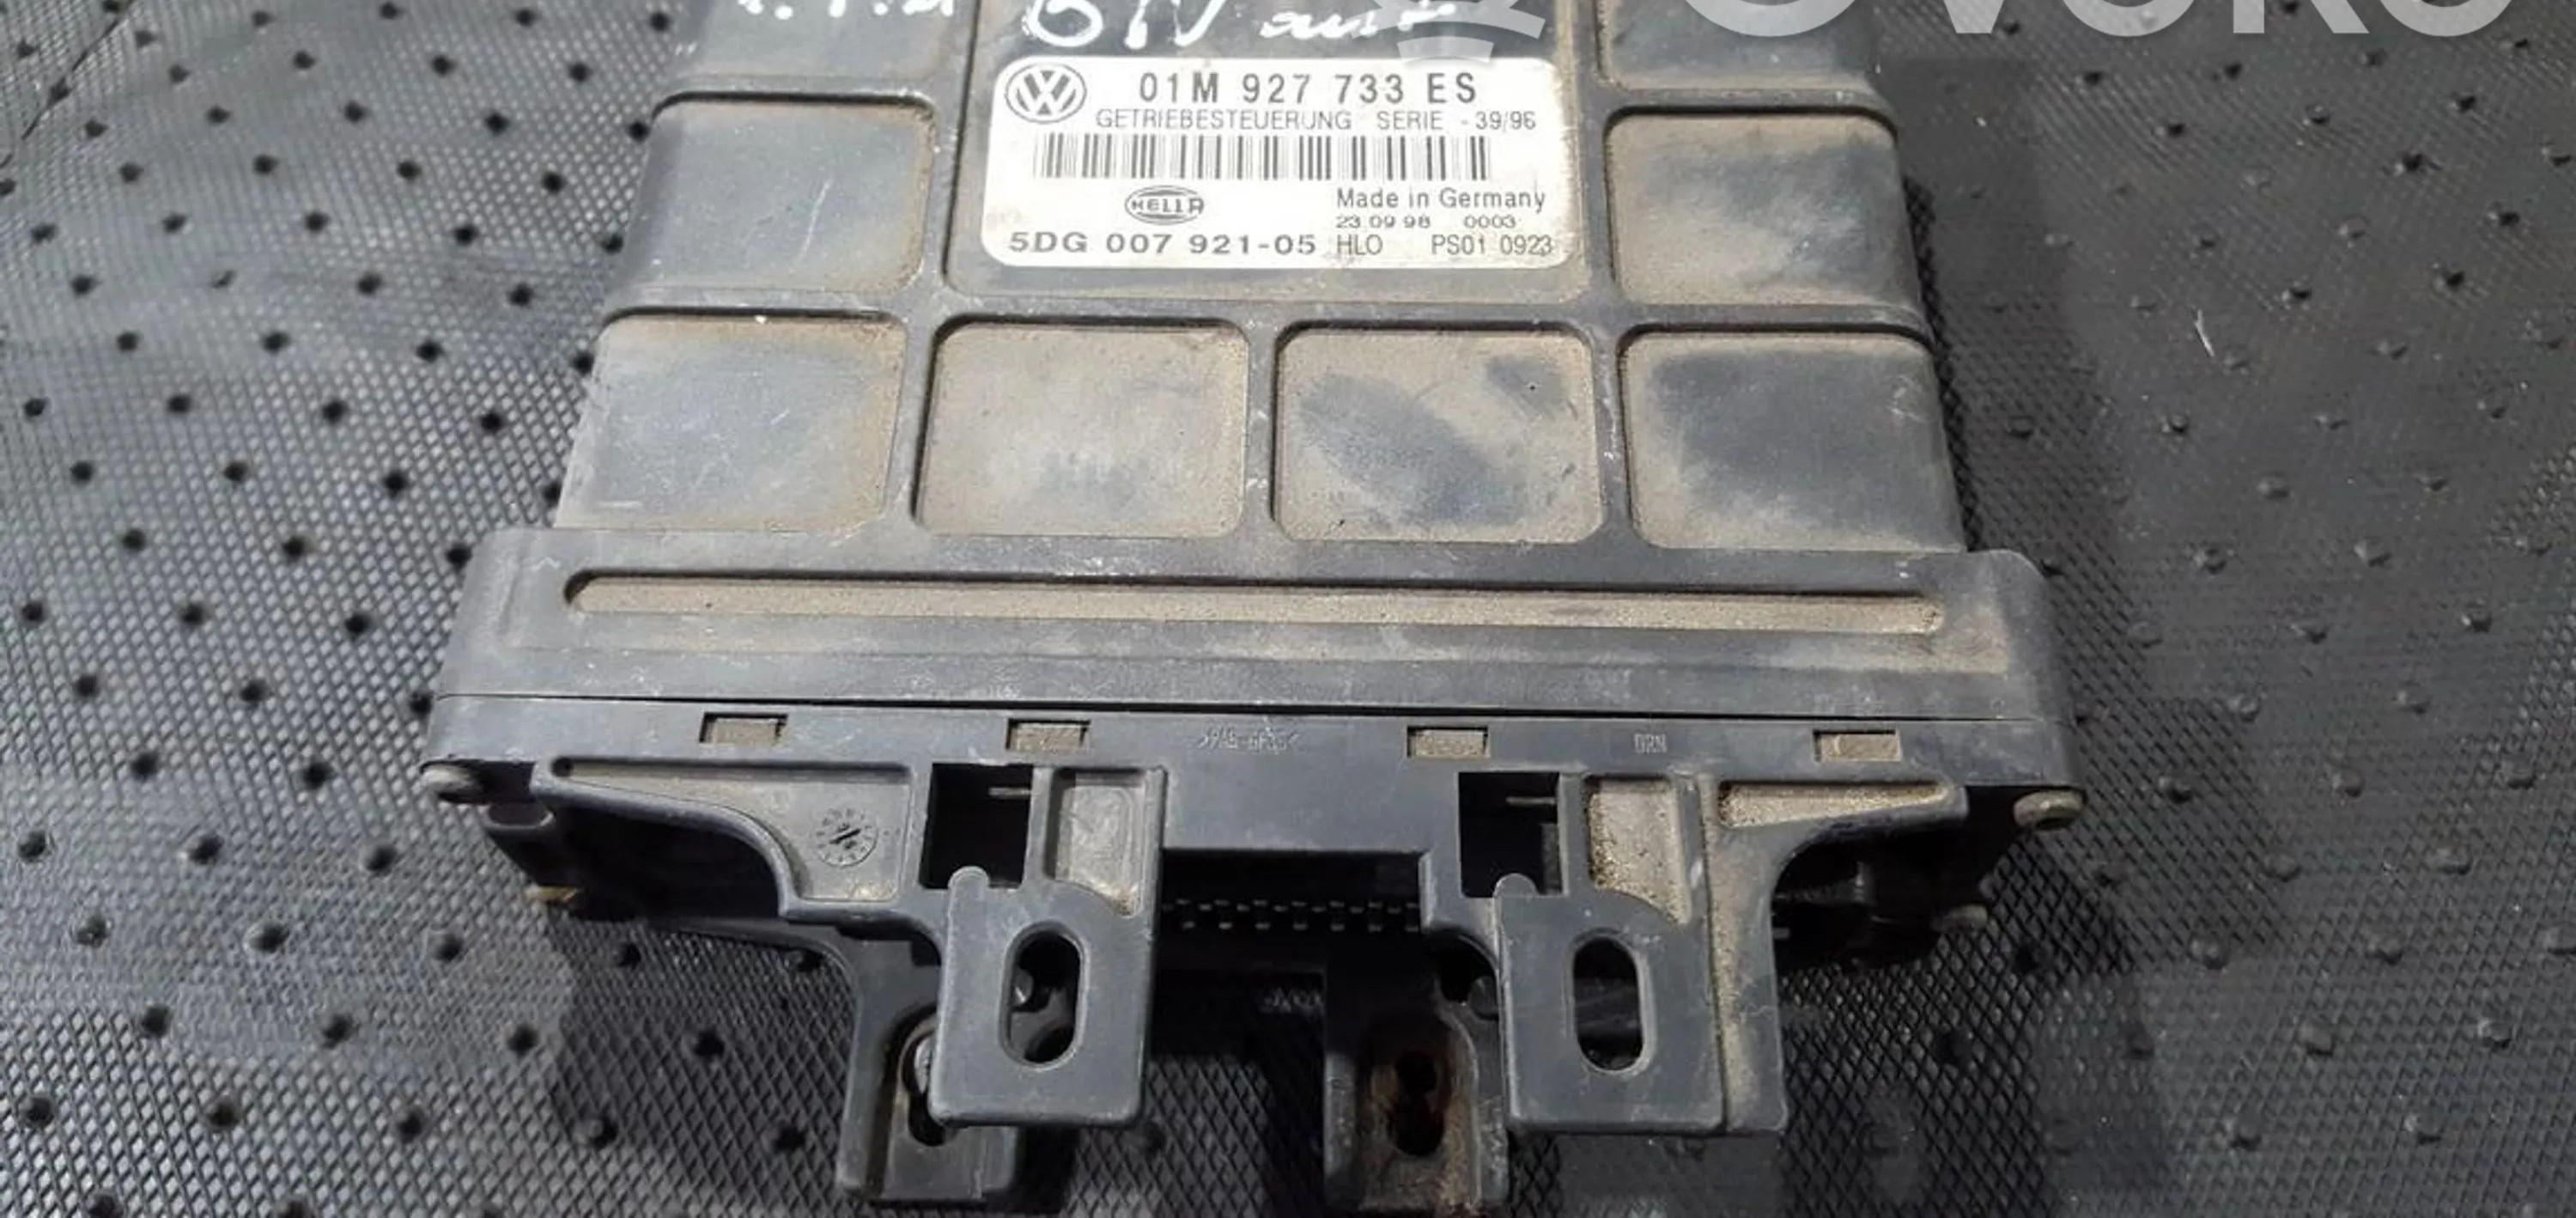 01M 927 733 ES
GETRIEBESTEUERUNG SERIE - 39/96
HELLA
Made in Germany
23 09 98 0003
5DG 007 921-05 HLO PS01 0923
DRN